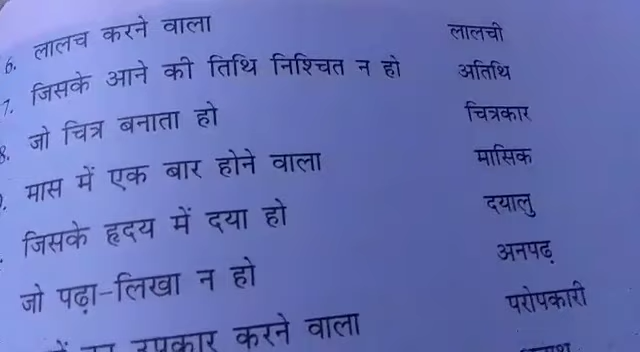 6. लालच करने वाला लालची
7. जिसके आने की तिथि निश्चित न हो अतिथि
8. जो चित्र बनाता हो चित्रकार
मास में एक बार होने वाला मासिक
जिसके हृदय में दया हो दयालु
जो पढ़ा-लिखा न हो अनपढ़
उपकार करने वाला परोपकारी